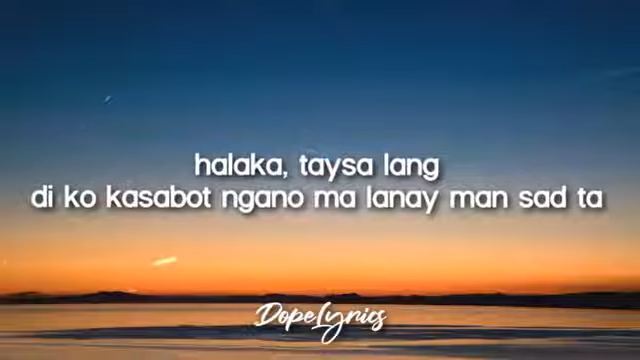 halaka, taysa lang
di ko kasabot ngano ma lanay man sad ta
DopeLyrics